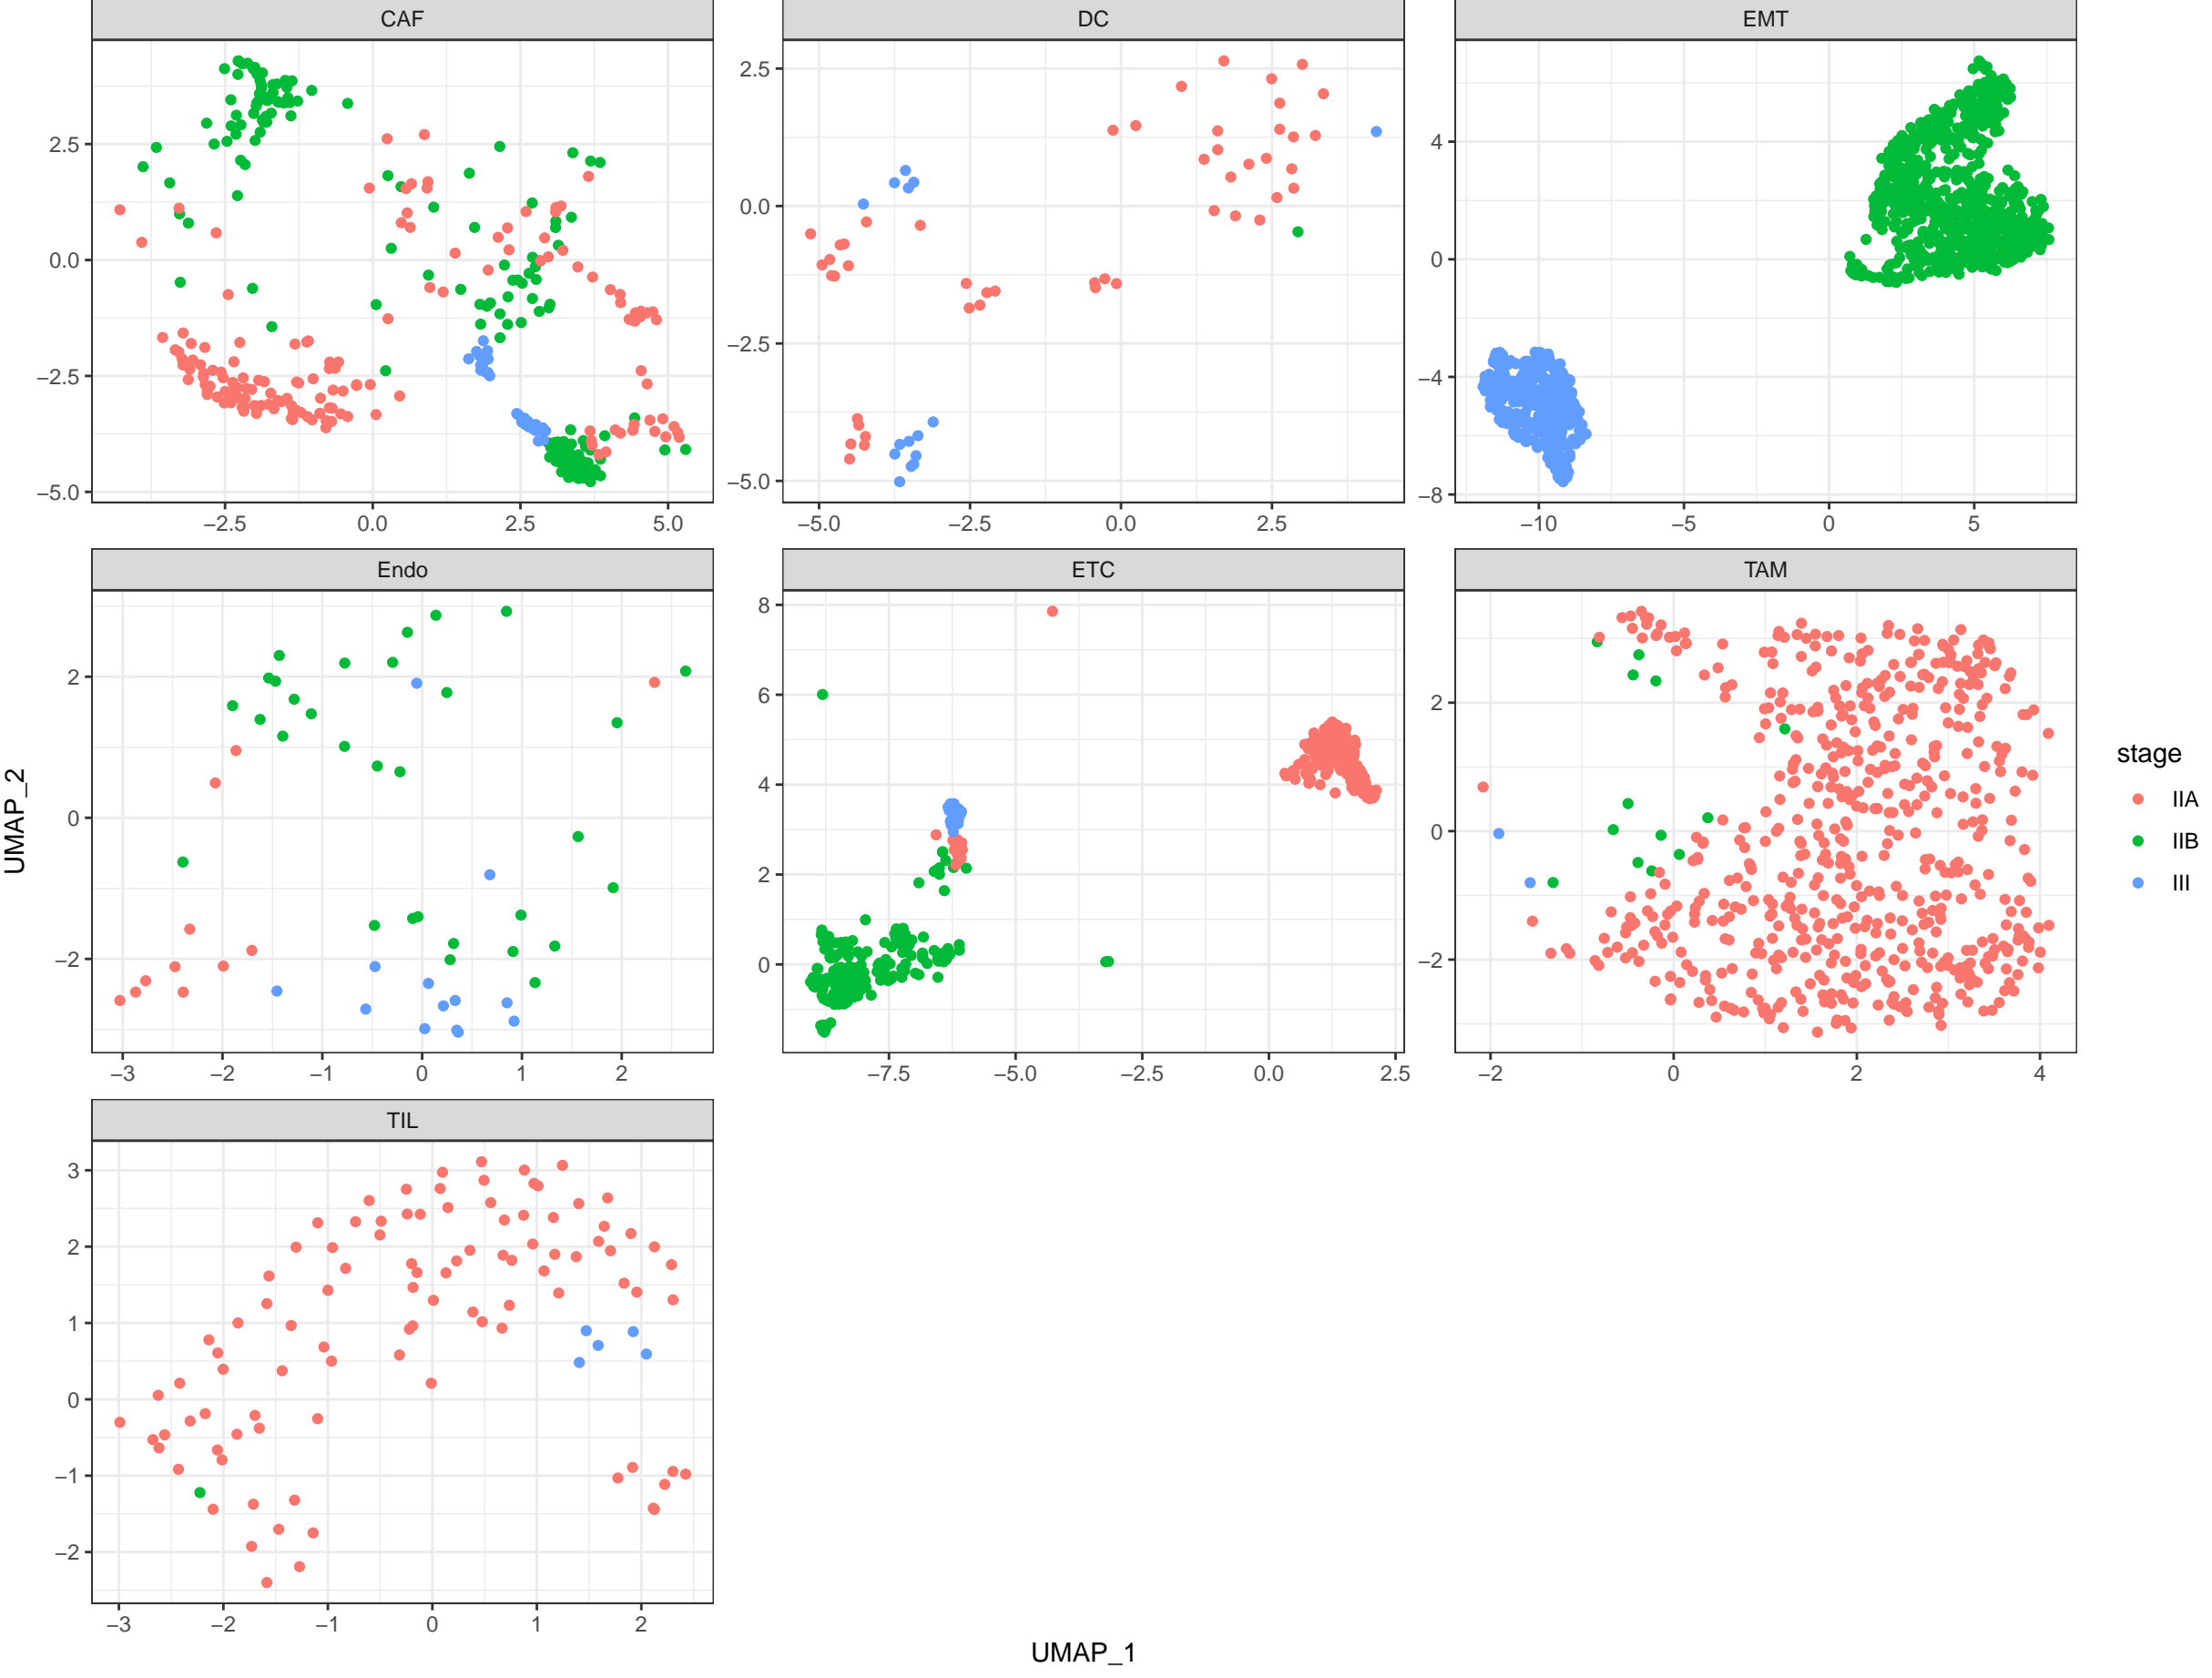 CAF DC EMT
2.5 0.0 −2.5 −5.0
−2.5 0.0 2.5 5.0
2.5 0.0 −2.5 −5.0
−5.0 −2.5 0.0 2.5
4 0 −4 −8
−10 −5 0 5
Endo ETC TAM
2 0 −2
−3 −2 −1 0 1 2
8 6 4 2 0
−7.5 −5.0 −2.5 0.0 2.5
2 0 −2
−2 0 2 4
TIL
3 2 1 0 −1 −2
−3 −2 −1 0 1 2
UMAP_2
UMAP_1
stage
IIA
IIB
III